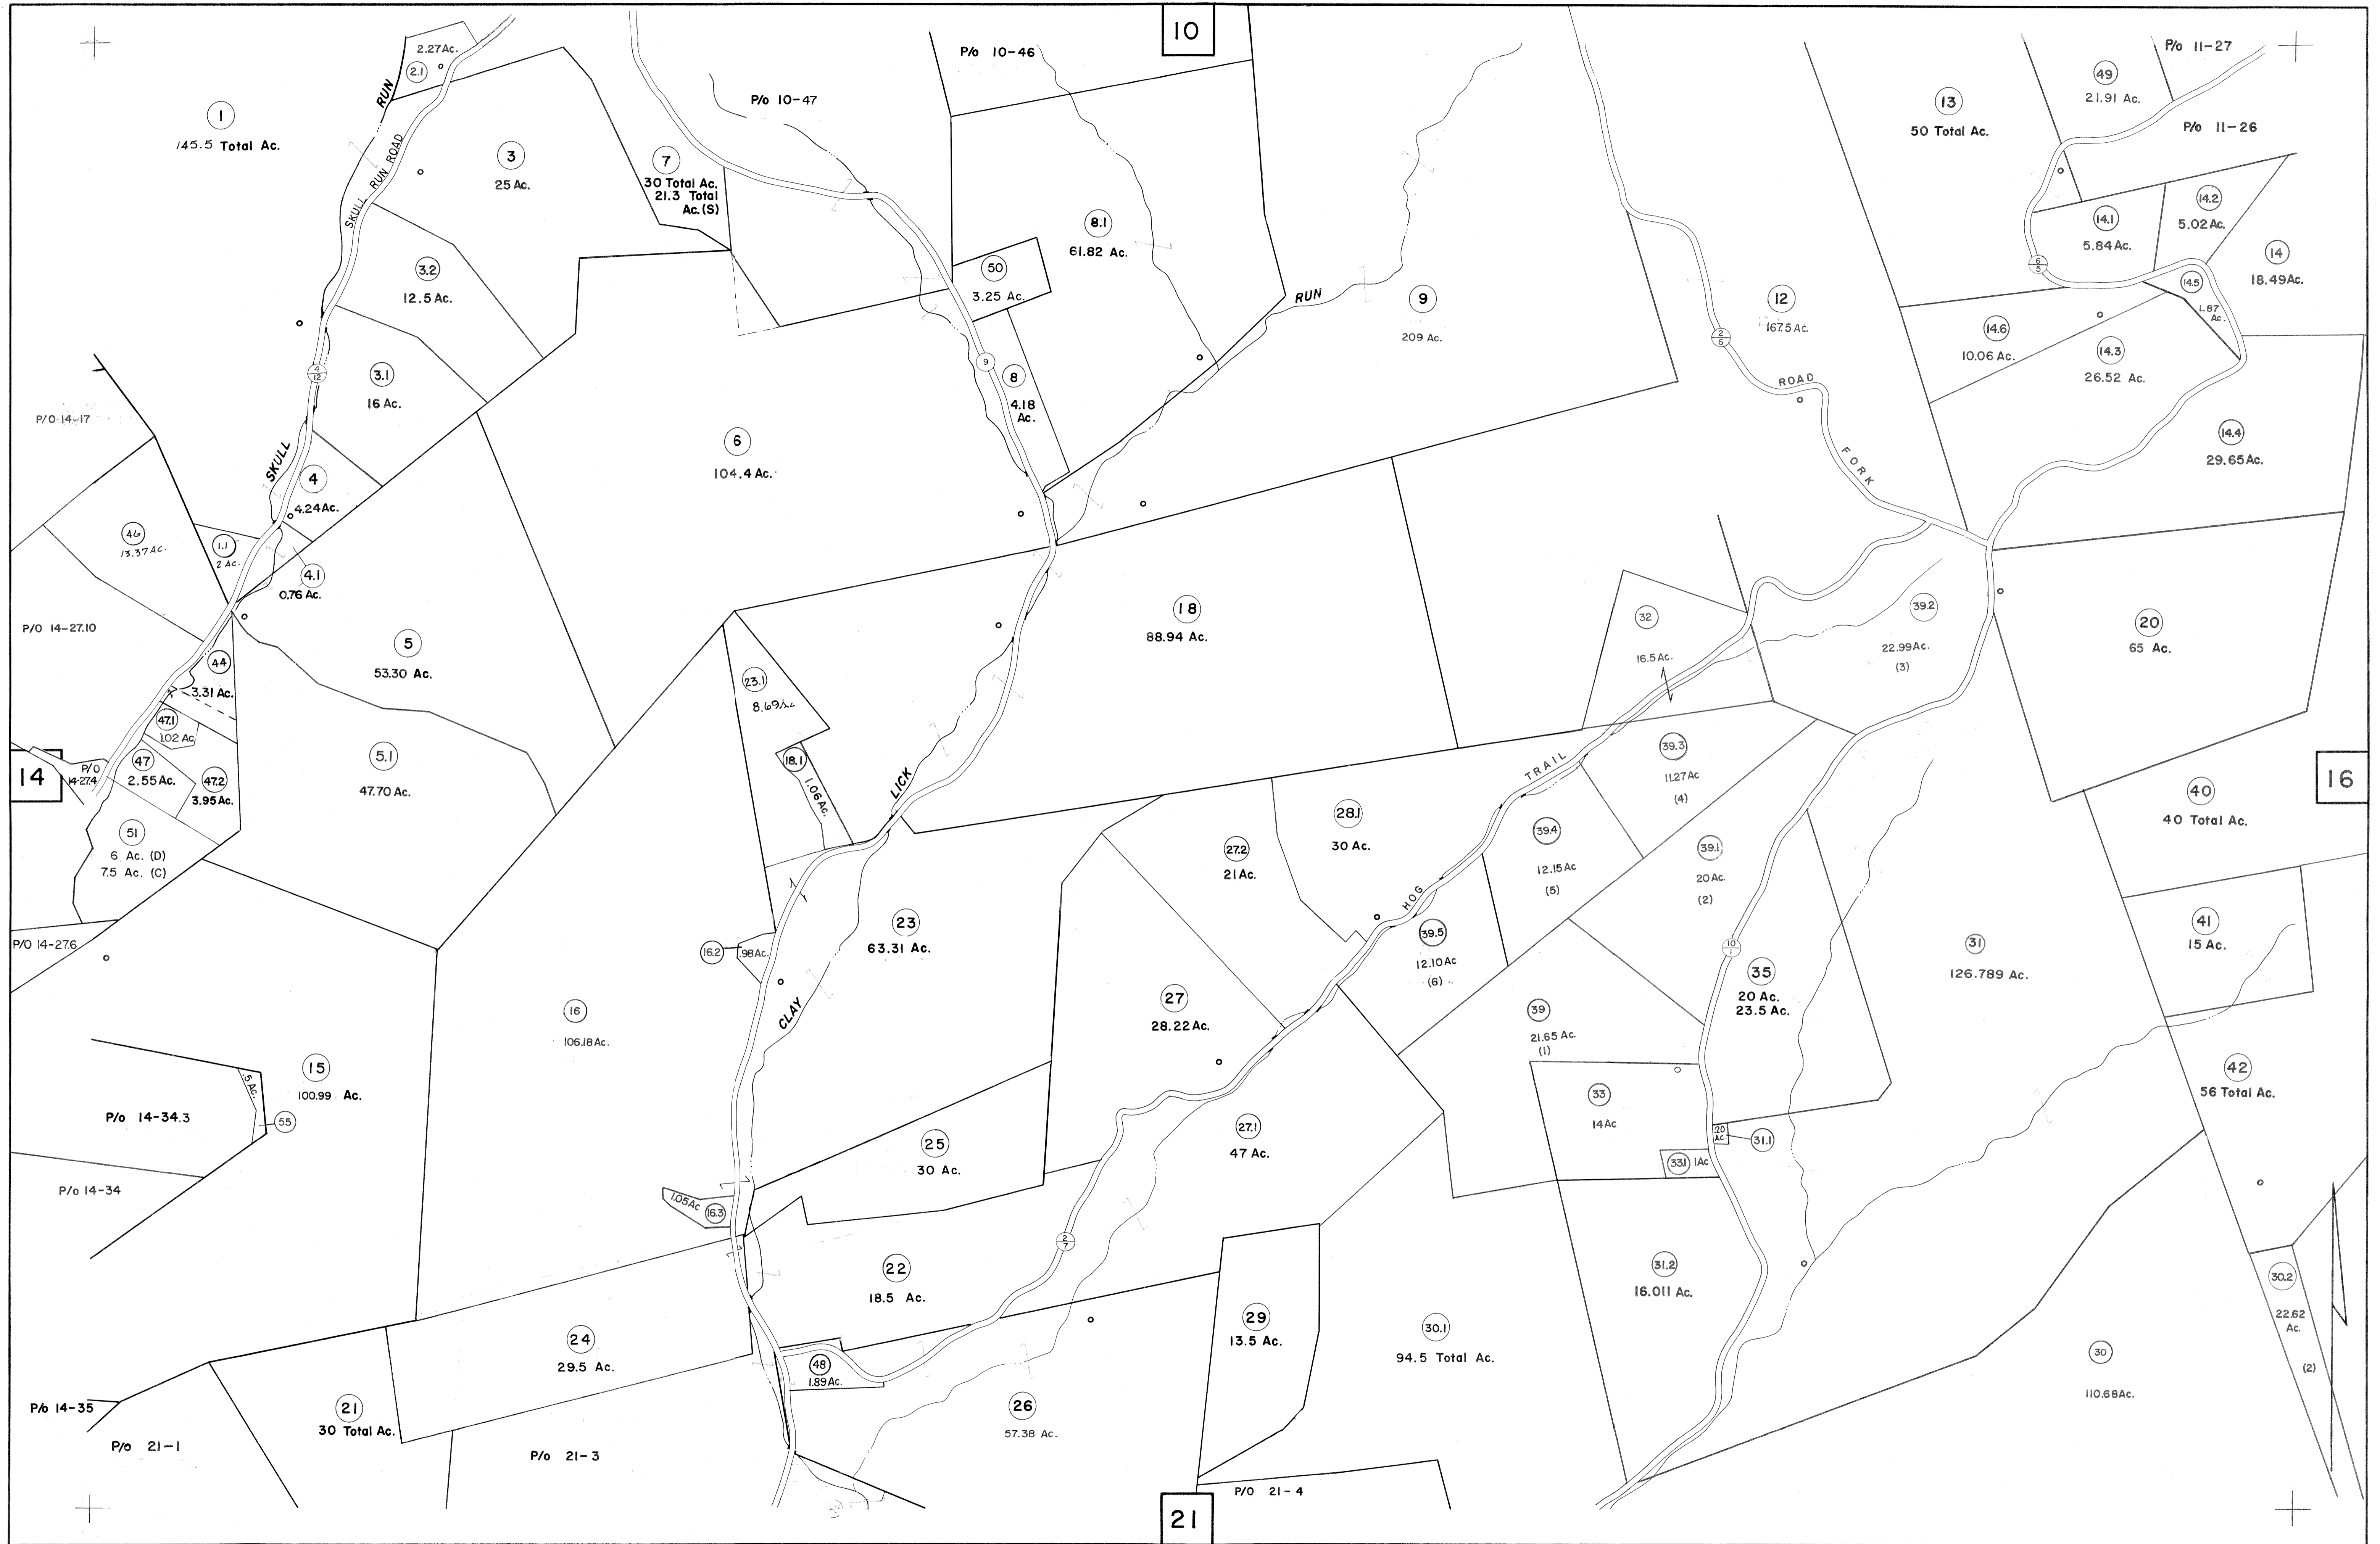 10
P/o 10-46
P/o 11-27
2.27Ac.
2.1
49
21.91 Ac.
P/o 10-47
13
50 Total Ac.
P/o 11-26
RUN
1
145.5 Total Ac.
SKULL RUN ROAD
3
25 Ac.
7
30 Total Ac.
21.3 Total
Ac.(S)
8.1
61.82 Ac.
14.1
5.84 Ac.
14.2
5.02 Ac.
14
18.49 Ac.
6
5
3.2
12.5 Ac.
50
3.25 Ac.
RUN
9
209 Ac.
12
167.5 Ac.
14.5
1.87
Ac.
2
6
14.6
10.06 Ac.
14.3
26.52 Ac.
4
12
3.1
16 Ac.
9
8
4.18
Ac.
ROAD
P/O 14-17
6
104.4 Ac.
14.4
29.65 Ac.
FORK
SKULL
4
4.24 Ac.
46
13.37 AC.
1.1
2 AC.
4.1
0.76 Ac.
P/O 14-27.10
5
53.30 Ac.
18
88.94 Ac.
32
16.5 Ac.
39.2
22.99 Ac.
(3)
20
65 Ac.
44
3.31 Ac.
23.1
8.69 Ac
47.1
1.02 Ac
14
P/O
14-27.4
47
2.55 Ac.
47.2
3.95 Ac.
5.1
47.70 Ac.
18.1
1.06 Ac.
LICK
TRAIL
39.3
11.27 Ac
(4)
16
40
40 Total Ac.
51
6 Ac. (D)
7.5 Ac. (C)
27.2
21 Ac.
28.1
30 Ac.
39.4
12.15 Ac
(5)
39.1
20 Ac.
(2)
HOG
P/O 14-27.6
16.2
.98 Ac.
23
63.31 Ac.
39.5
12.10 Ac
(6)
10
1
35
20 Ac.
23.5 Ac.
31
126.789 Ac.
41
15 Ac.
16
106.18 Ac.
CLAY
27
28.22 Ac.
39
21.65 Ac.
(1)
15
100.99 Ac.
.5 Ac.
P/o 14-34.3
55
33
14 Ac
42
56 Total Ac.
25
30 Ac.
27.1
47 Ac.
.20
AC.
31.1
33.1
1 Ac
P/o 14-34
1.05 Ac
16.3
2
7
22
18.5 Ac.
31.2
16.011 Ac.
30.2
22.62
Ac.
(2)
24
29.5 Ac.
29
13.5 Ac.
30.1
94.5 Total Ac.
30
110.68 Ac.
48
1.89 Ac.
P/o 14-35
21
30 Total Ac.
26
57.38 Ac.
P/o 21-1
P/o 21-3
P/O 21-4
21